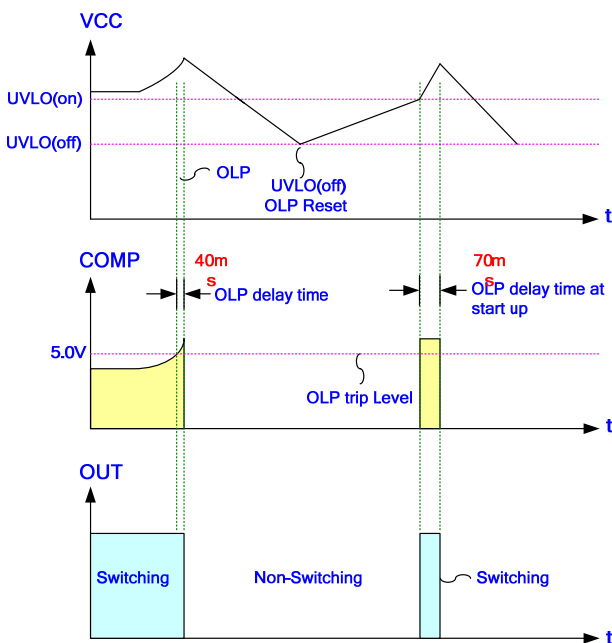 VCC
UVLO(on)
UVLO(off)
OLP
UVLO(off)
OLP Reset
t
COMP
40m
s
OLP delay time
70m
s
OLP delay time at
start up
5.0V
OLP trip Level
t
OUT
Switching
Non-Switching
Switching
t